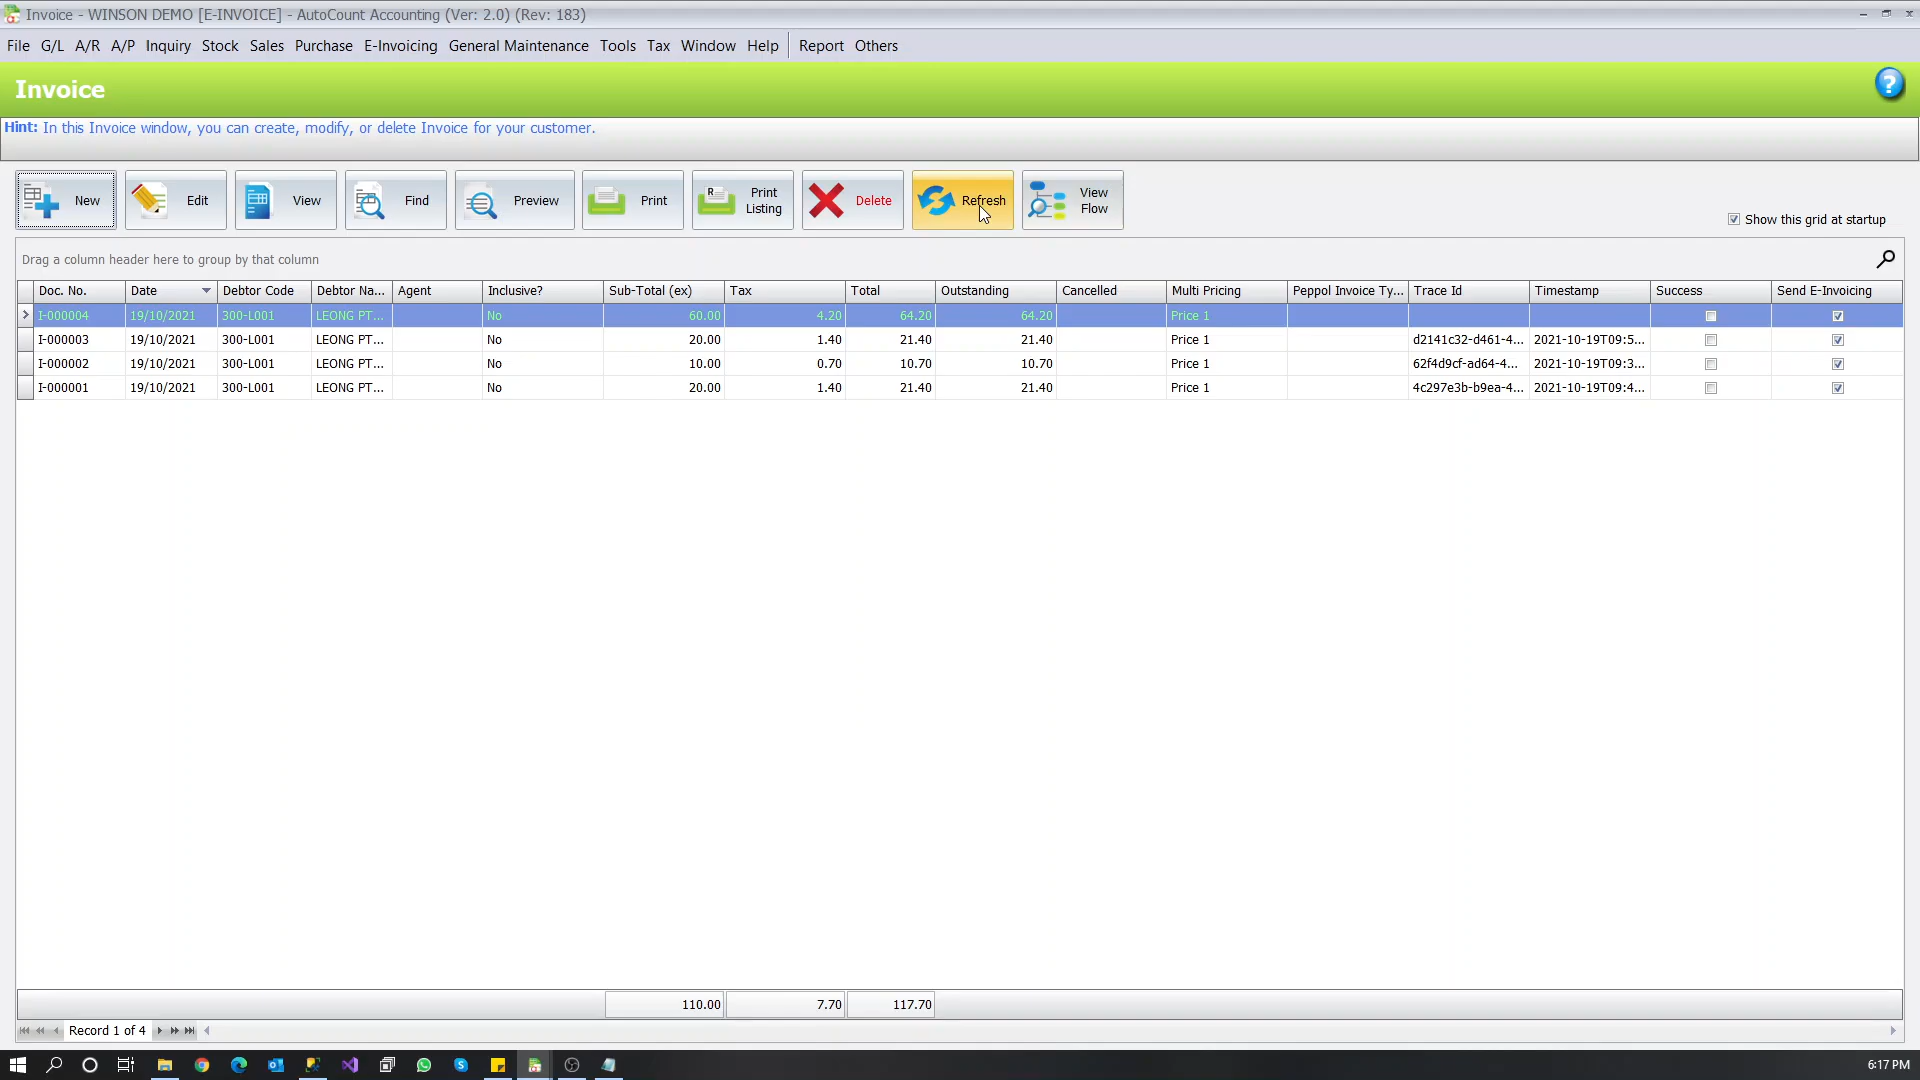 Invoice - WINSON DEMO [E-INVOICE] - AutoCount Accounting (Ver: 2.0) (Rev: 183)
File G/L A/R A/P Inquiry Stock Sales Purchase E-Invoicing General Maintenance Tools Tax Window Help Report Others
Invoice
Hint: In this Invoice window, you can create, modify, or delete Invoice for your customer.
New Edit View Find Preview Print Print Listing Delete Refresh View Flow
Show this grid at startup
Drag a column header here to group by that column
Doc. No. Date Debtor Code Debtor Na... Agent Inclusive? Sub-Total (ex) Tax Total Outstanding Cancelled Multi Pricing Peppol Invoice Ty... Trace Id Timestamp Success Send E-Invoicing
I-000004 19/10/2021 300-L001 LEONG PT... No 60.00 4.20 64.20 64.20 Price 1
I-000003 19/10/2021 300-L001 LEONG PT... No 20.00 1.40 21.40 21.40 Price 1 d2141c32-d461-4... 2021-10-19T09:5...
I-000002 19/10/2021 300-L001 LEONG PT... No 10.00 0.70 10.70 10.70 Price 1 62f4d9cf-ad64-4... 2021-10-19T09:3...
I-000001 19/10/2021 300-L001 LEONG PT... No 20.00 1.40 21.40 21.40 Price 1 4c297e3b-b9ea-4... 2021-10-19T09:4...
110.00 7.70 117.70
Record 1 of 4
6:17 PM